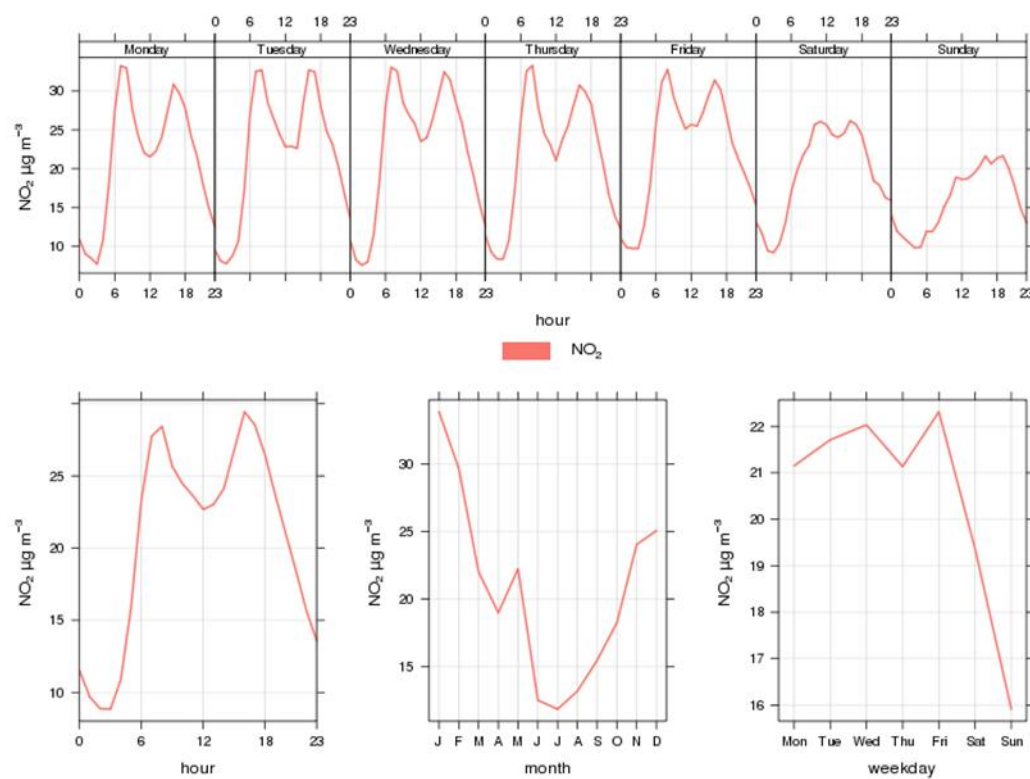 0 6 12 18 23 0 6 12 18 23 0 6 12 18 23
Monday Tuesday Wednesday Thursday Friday Saturday Sunday
30
25
20
15
10
NO₂ µg m⁻³
0 6 12 18 23 0 6 12 18 23 0 6 12 18 23 0 6 12 18 23
hour
NO₂
25
20
15
10
NO₂ µg m⁻³
0 6 12 18 23
hour
30
25
20
15
NO₂ µg m⁻³
J F M A M J J A S O N D
month
22
21
20
19
18
17
16
NO₂ µg m⁻³
Mon Tue Wed Thu Fri Sat Sun
weekday